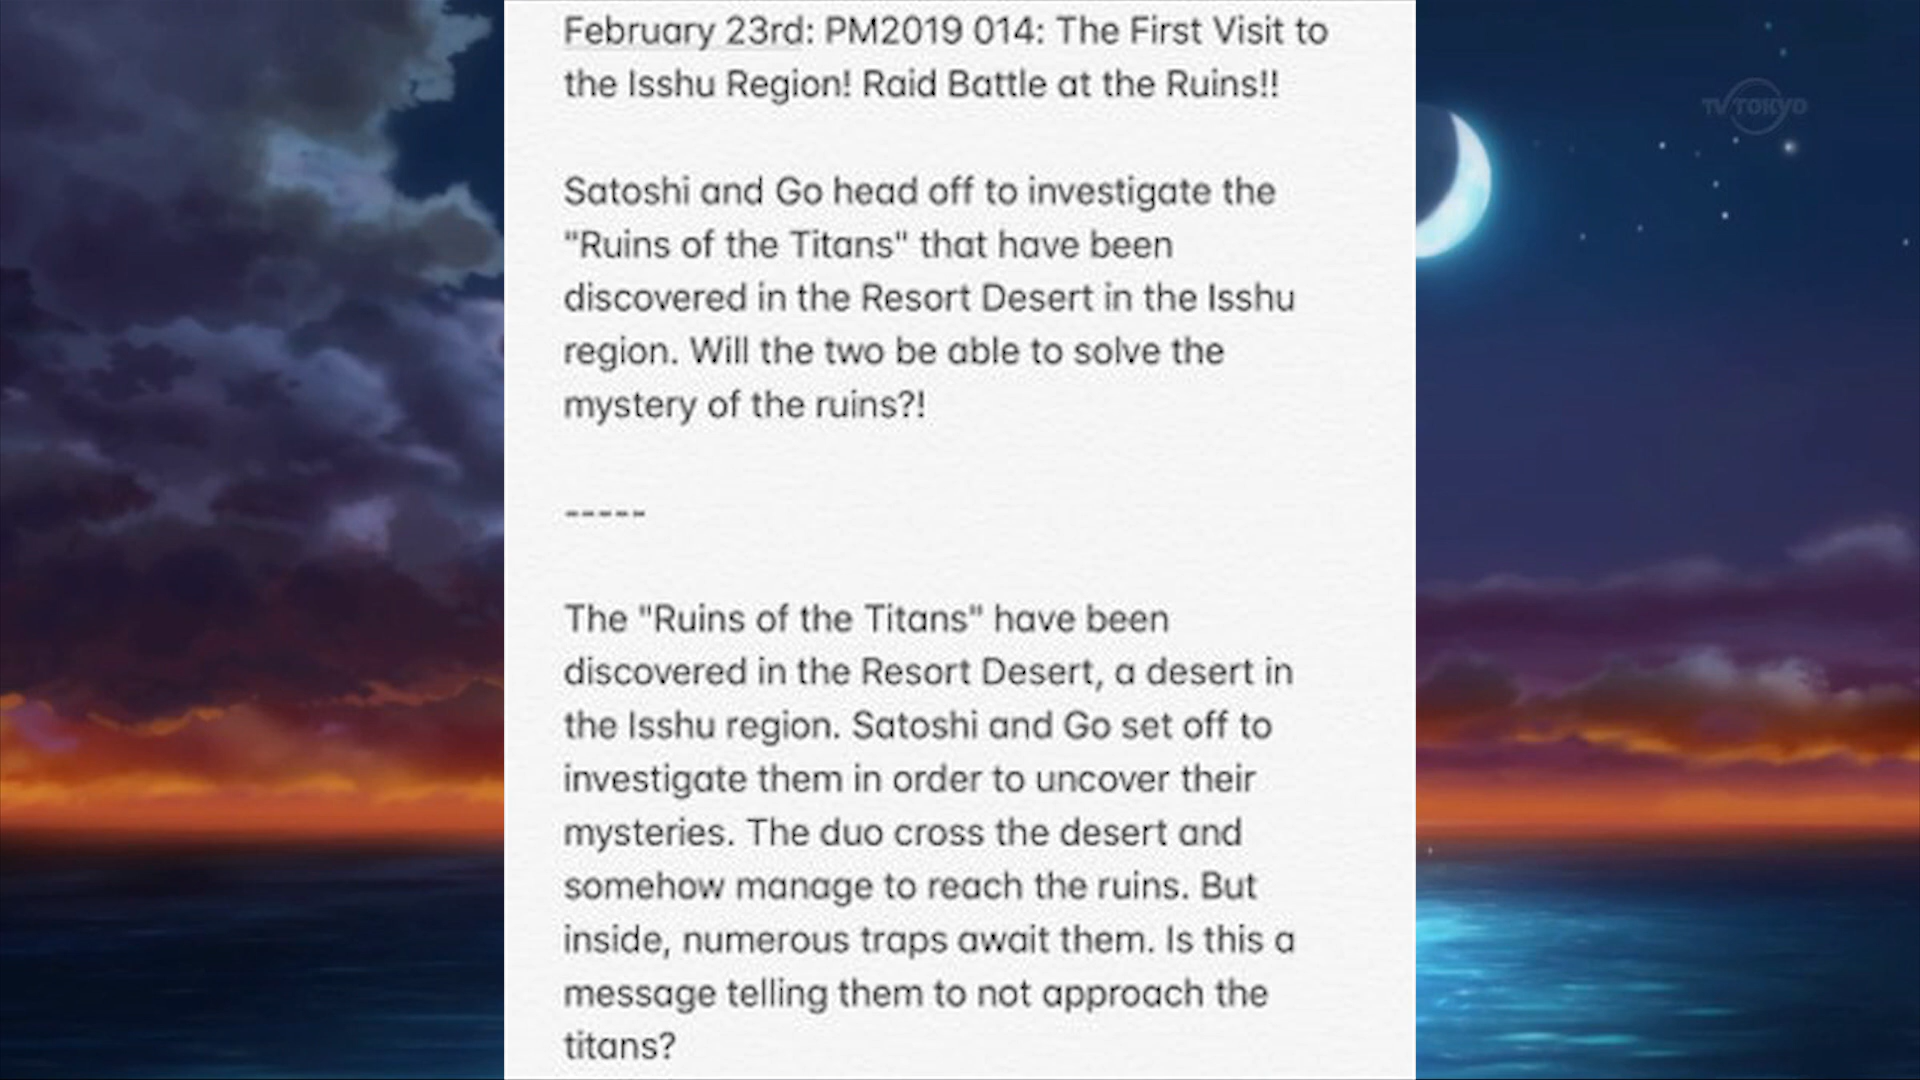 February 23rd: PM2019 014: The First Visit to
the Isshu Region! Raid Battle at the Ruins!!
TV TOKYO
Satoshi and Go head off to investigate the
"Ruins of the Titans" that have been
discovered in the Resort Desert in the Isshu
region. Will the two be able to solve the
mystery of the ruins?!
-----
The "Ruins of the Titans" have been
discovered in the Resort Desert, a desert in
the Isshu region. Satoshi and Go set off to
investigate them in order to uncover their
mysteries. The duo cross the desert and
somehow manage to reach the ruins. But
inside, numerous traps await them. Is this a
message telling them to not approach the
titans?